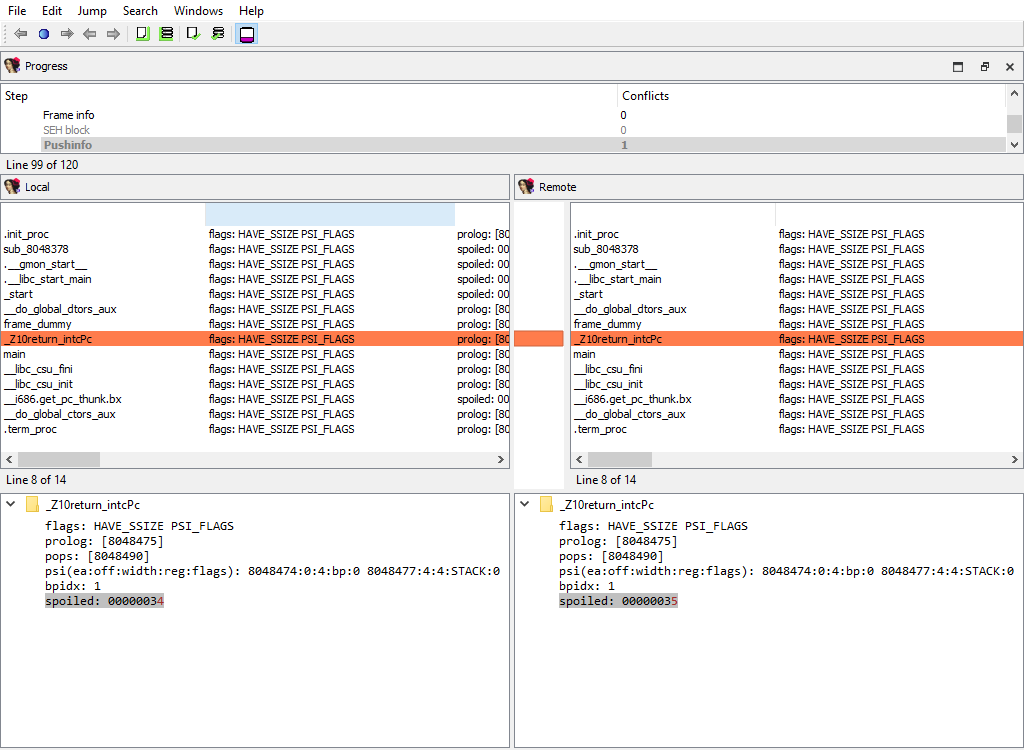 File Edit Jump Search Windows Help
Progress
Step Conflicts
Frame info 0
SEH block 0
Pushinfo 1
Line 99 of 120
Local Remote
.init_proc flags: HAVE_SSIZE PSI_FLAGS prolog: [80 .init_proc flags: HAVE_SSIZE PSI_FLAGS
sub_8048378 flags: HAVE_SSIZE PSI_FLAGS spoiled: 00 sub_8048378 flags: HAVE_SSIZE PSI_FLAGS
.__gmon_start__ flags: HAVE_SSIZE PSI_FLAGS spoiled: 00 .__gmon_start__ flags: HAVE_SSIZE PSI_FLAGS
.__libc_start_main flags: HAVE_SSIZE PSI_FLAGS spoiled: 00 .__libc_start_main flags: HAVE_SSIZE PSI_FLAGS
_start flags: HAVE_SSIZE PSI_FLAGS spoiled: 00 _start flags: HAVE_SSIZE PSI_FLAGS
__do_global_dtors_aux flags: HAVE_SSIZE PSI_FLAGS prolog: [80 __do_global_dtors_aux flags: HAVE_SSIZE PSI_FLAGS
frame_dummy flags: HAVE_SSIZE PSI_FLAGS prolog: [80 frame_dummy flags: HAVE_SSIZE PSI_FLAGS
_Z10return_intcPc flags: HAVE_SSIZE PSI_FLAGS prolog: [80 _Z10return_intcPc flags: HAVE_SSIZE PSI_FLAGS
main flags: HAVE_SSIZE PSI_FLAGS prolog: [80 main flags: HAVE_SSIZE PSI_FLAGS
__libc_csu_fini flags: HAVE_SSIZE PSI_FLAGS prolog: [80 __libc_csu_fini flags: HAVE_SSIZE PSI_FLAGS
__libc_csu_init flags: HAVE_SSIZE PSI_FLAGS prolog: [80 __libc_csu_init flags: HAVE_SSIZE PSI_FLAGS
__i686.get_pc_thunk.bx flags: HAVE_SSIZE PSI_FLAGS spoiled: 00 __i686.get_pc_thunk.bx flags: HAVE_SSIZE PSI_FLAGS
__do_global_ctors_aux flags: HAVE_SSIZE PSI_FLAGS prolog: [80 __do_global_ctors_aux flags: HAVE_SSIZE PSI_FLAGS
.term_proc flags: HAVE_SSIZE PSI_FLAGS prolog: [80 .term_proc flags: HAVE_SSIZE PSI_FLAGS
Line 8 of 14 Line 8 of 14
_Z10return_intcPc _Z10return_intcPc
flags: HAVE_SSIZE PSI_FLAGS flags: HAVE_SSIZE PSI_FLAGS
prolog: [8048475] prolog: [8048475]
pops: [8048490] pops: [8048490]
psi(ea:off:width:reg:flags): 8048474:0:4:bp:0 8048477:4:4:STACK:0 psi(ea:off:width:reg:flags): 8048474:0:4:bp:0 8048477:4:4:STACK:0
bpidx: 1 bpidx: 1
spoiled: 00000034 spoiled: 00000035